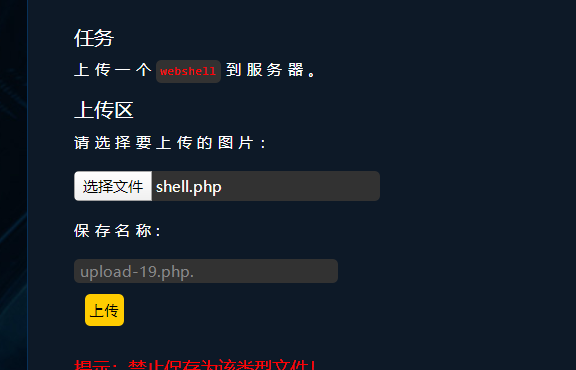 任务
上传一个 webshell 到服务器。
上传区
请选择要上传的图片：
选择文件 shell.php
保存名称：
upload-19.php.
上传
提示：禁止保存为该类型文件！